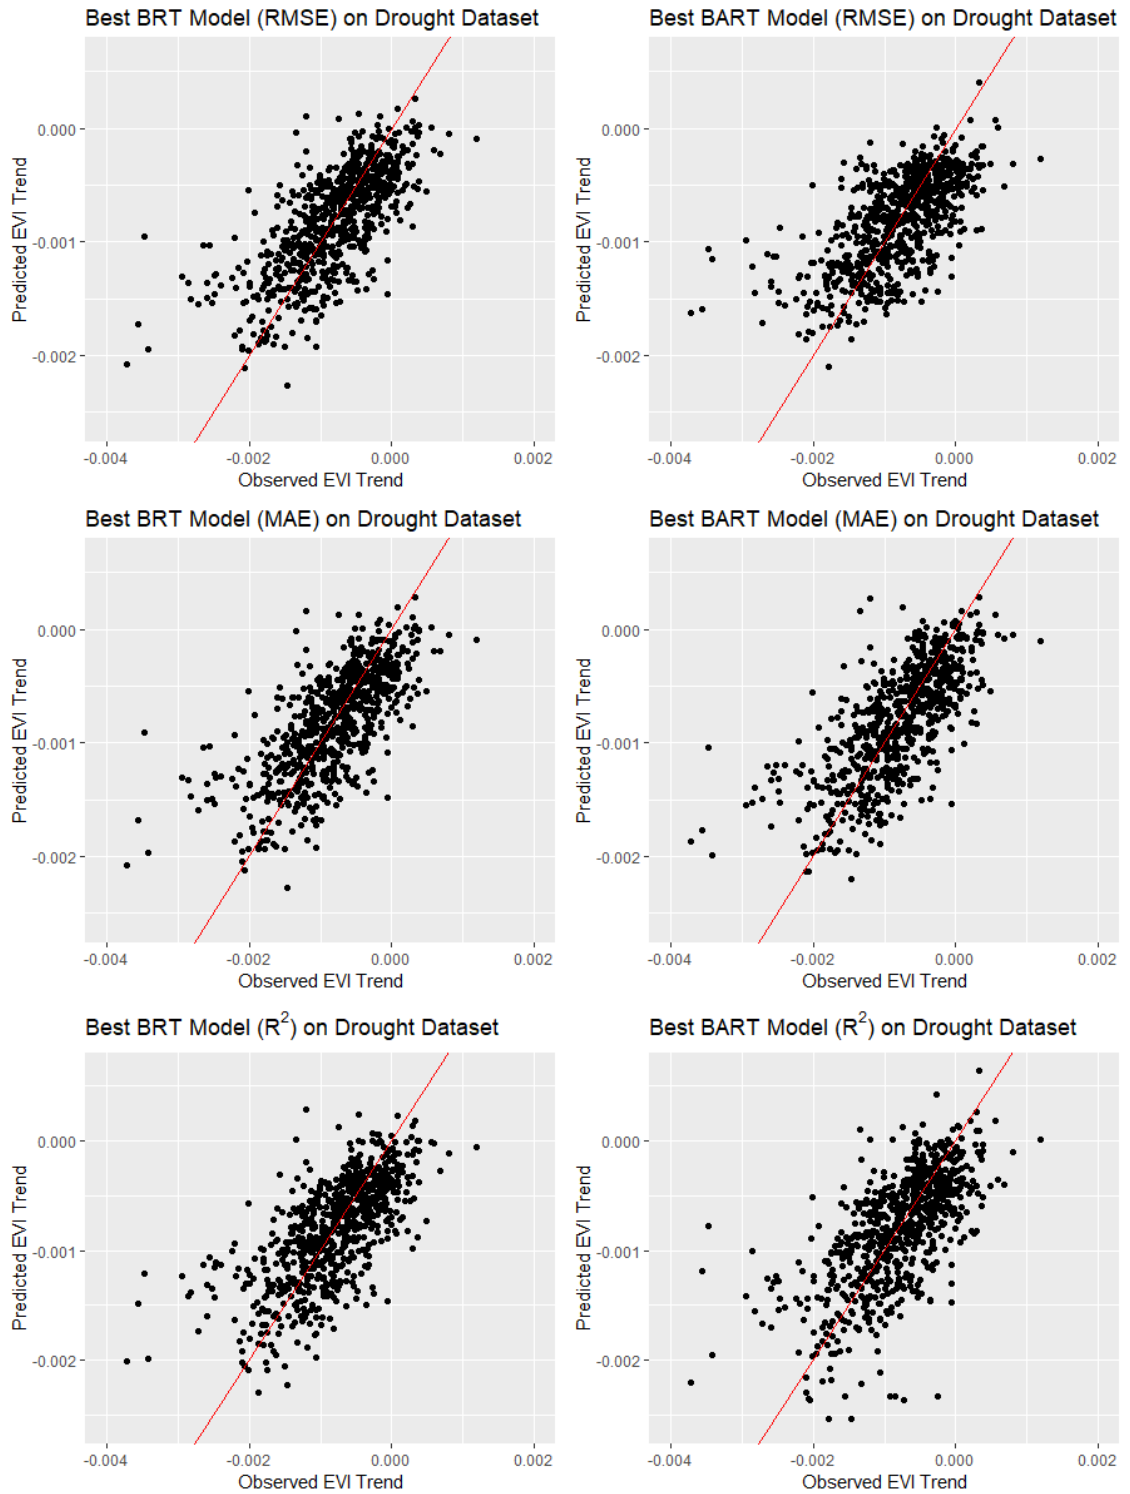 Best BRT Model (RMSE) on Drought Dataset
0.000
-0.001
-0.002
Predicted EVI Trend
-0.004 -0.002 0.000 0.002
Observed EVI Trend
Best BART Model (RMSE) on Drought Dataset
0.000
-0.001
-0.002
Predicted EVI Trend
-0.004 -0.002 0.000 0.002
Observed EVI Trend
Best BRT Model (MAE) on Drought Dataset
0.000
-0.001
-0.002
Predicted EVI Trend
-0.004 -0.002 0.000 0.002
Observed EVI Trend
Best BART Model (MAE) on Drought Dataset
0.000
-0.001
-0.002
Predicted EVI Trend
-0.004 -0.002 0.000 0.002
Observed EVI Trend
Best BRT Model (R²) on Drought Dataset
0.000
-0.001
-0.002
Predicted EVI Trend
-0.004 -0.002 0.000 0.002
Observed EVI Trend
Best BART Model (R²) on Drought Dataset
0.000
-0.001
-0.002
Predicted EVI Trend
-0.004 -0.002 0.000 0.002
Observed EVI Trend